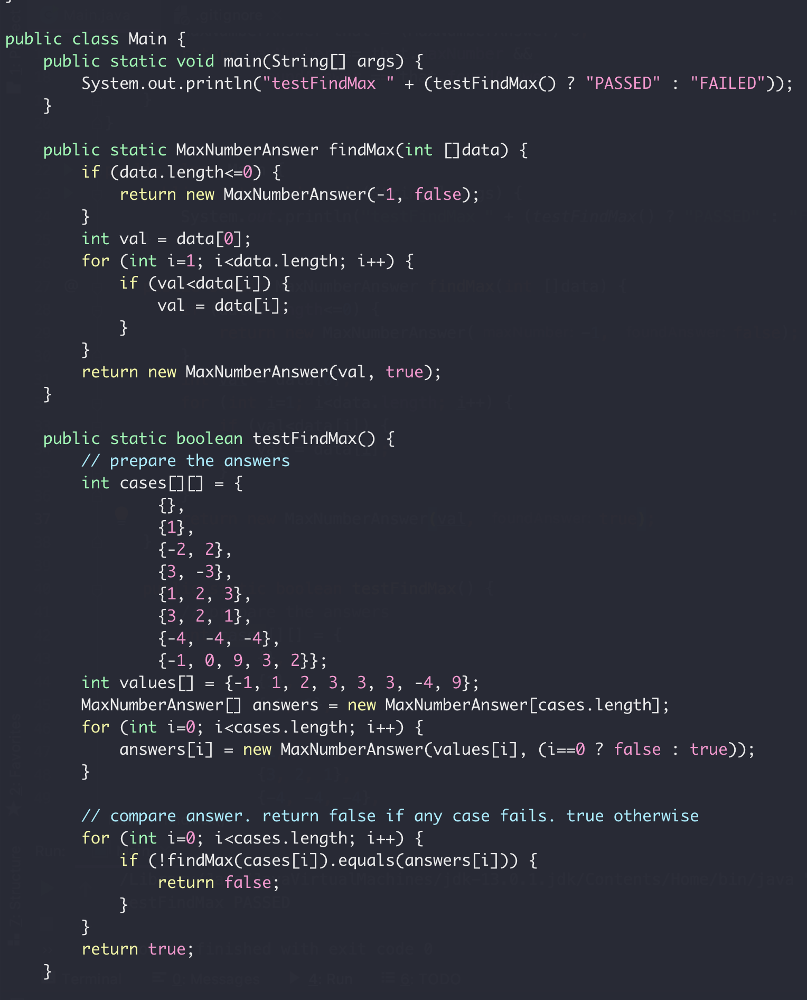 }
public class Main {
    public static void main(String[] args) {
        System.out.println("testFindMax " + (testFindMax() ? "PASSED" : "FAILED"));
    }
    public static MaxNumberAnswer findMax(int []data) {
        if (data.length<=0) {
            return new MaxNumberAnswer(-1, false);
        }
        int val = data[0];
        for (int i=1; i<data.length; i++) {
            if (val<data[i]) {
                val = data[i];
            }
        }
        return new MaxNumberAnswer(val, true);
    }
    public static boolean testFindMax() {
        // prepare the answers
        int cases[][] = {
                {},
                {1},
                {-2, 2},
                {3, -3},
                {1, 2, 3},
                {3, 2, 1},
                {-4, -4, -4},
                {-1, 0, 9, 3, 2}};
        int values[] = {-1, 1, 2, 3, 3, 3, -4, 9};
        MaxNumberAnswer[] answers = new MaxNumberAnswer[cases.length];
        for (int i=0; i<cases.length; i++) {
            answers[i] = new MaxNumberAnswer(values[i], (i==0 ? false : true));
        }
        // compare answer. return false if any case fails. true otherwise
        for (int i=0; i<cases.length; i++) {
            if (!findMax(cases[i]).equals(answers[i])) {
                return false;
            }
        }
        return true;
    }